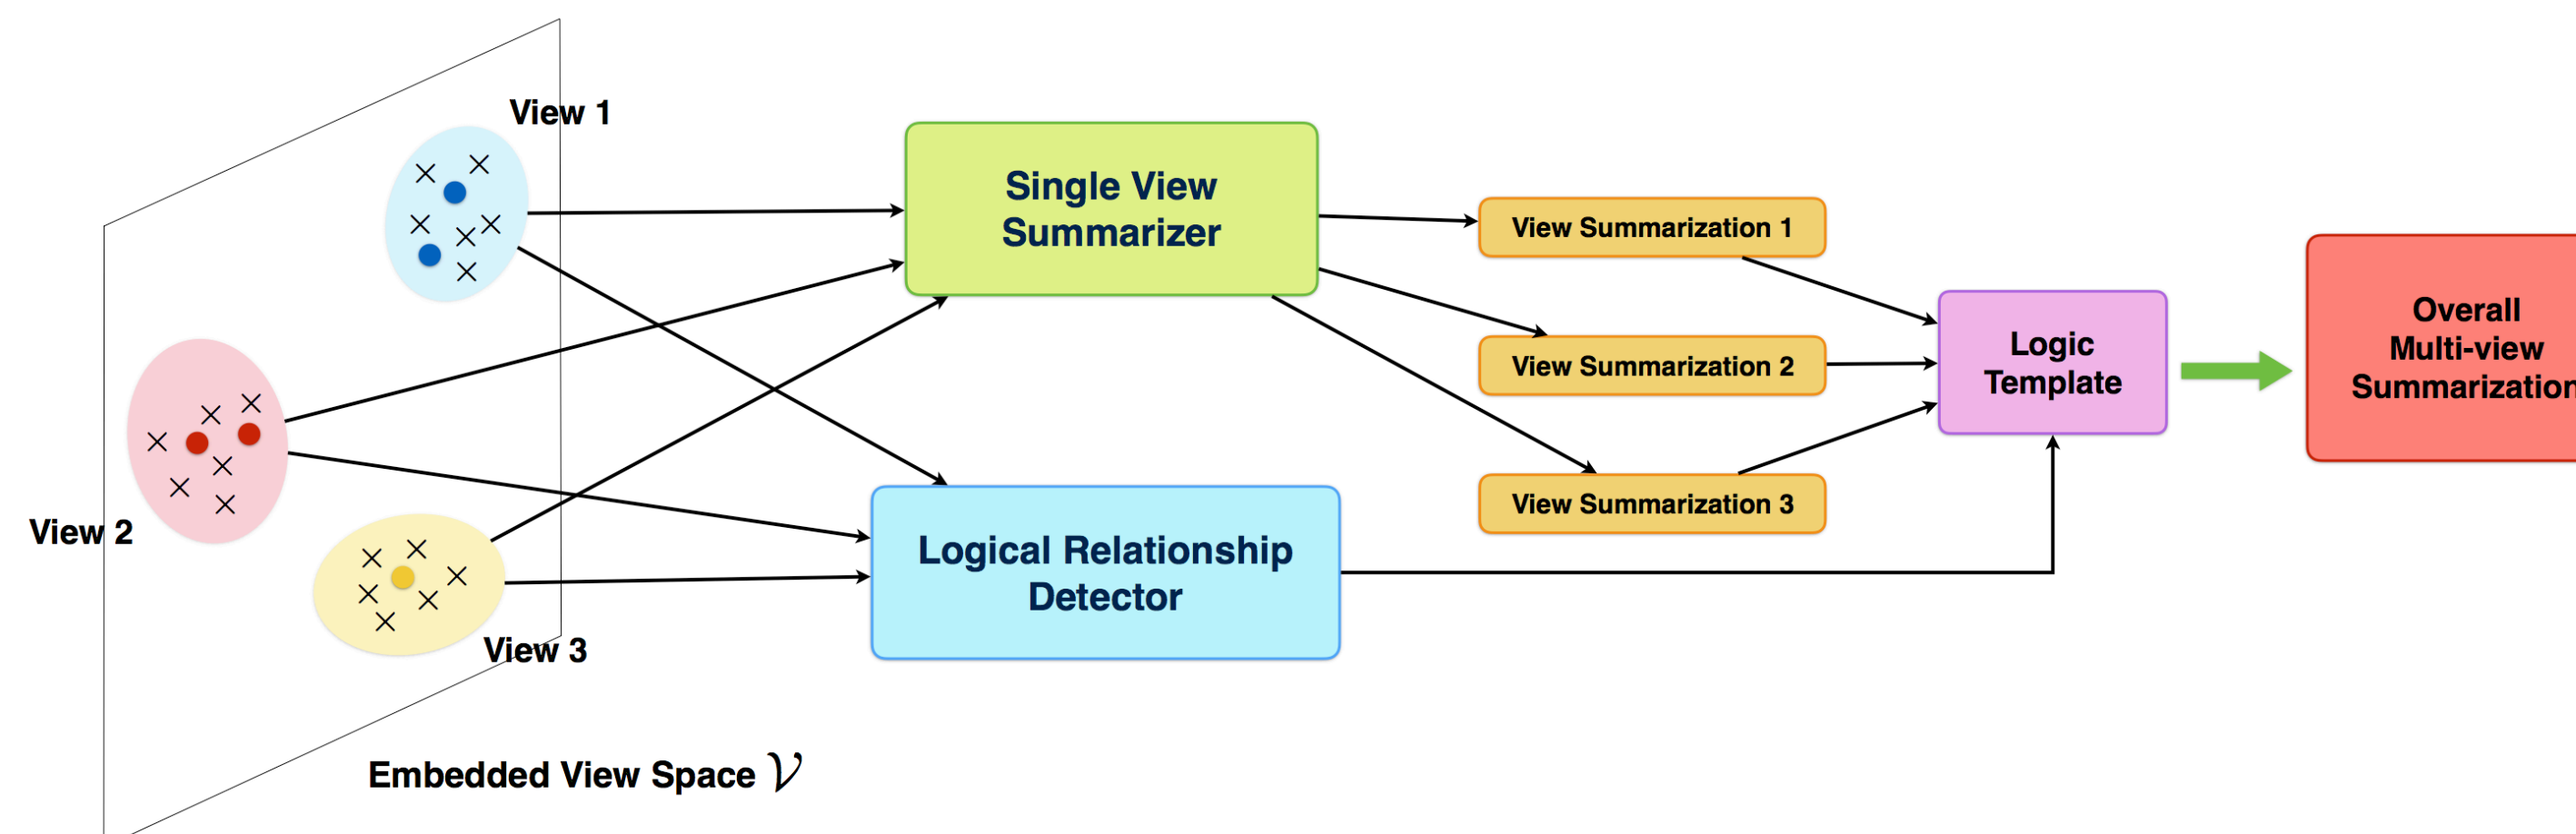 View 1
View 2
View 3
Embedded View Space 𝒱
Single View
Summarizer
Logical Relationship
Detector
View Summarization 1
View Summarization 2
View Summarization 3
Logic
Template
Overall
Multi-view
Summarization